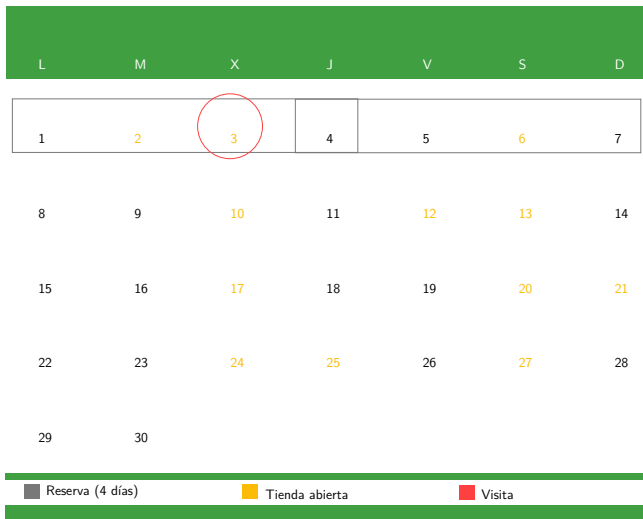 L M X J V S D
1 2 3 4 5 6 7
8 9 10 11 12 13 14
15 16 17 18 19 20 21
22 23 24 25 26 27 28
29 30
Reserva (4 días) Tienda abierta Visita